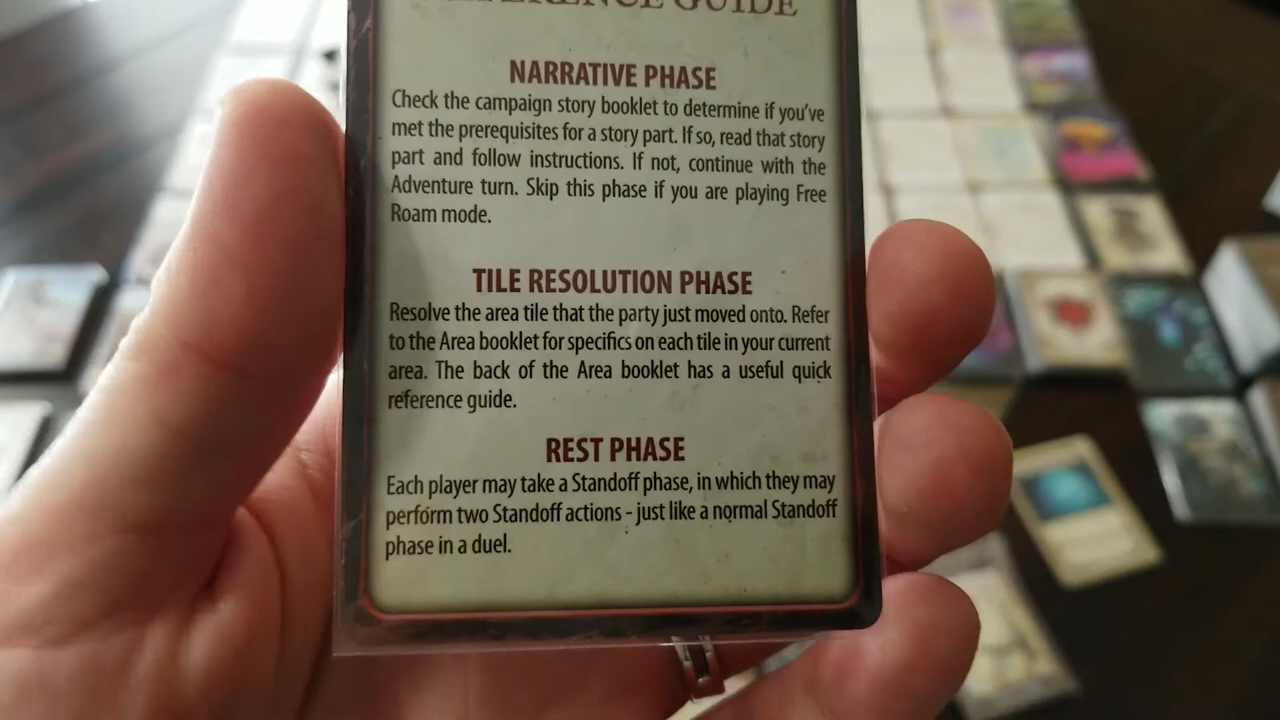 GUIDE
NARRATIVE PHASE
Check the campaign story booklet to determine if you've
met the prerequisites for a story part. If so, read that story
part and follow instructions. If not, continue with the
Adventure turn. Skip this phase if you are playing Free
Roam mode.
TILE RESOLUTION PHASE
Resolve the area tile that the party just moved onto. Refer
to the Area booklet for specifics on each tile in your current
area. The back of the Area booklet has a useful quick
reference guide.
REST PHASE
Each player may take a Standoff phase, in which they may
perform two Standoff actions - just like a normal Standoff
phase in a duel.